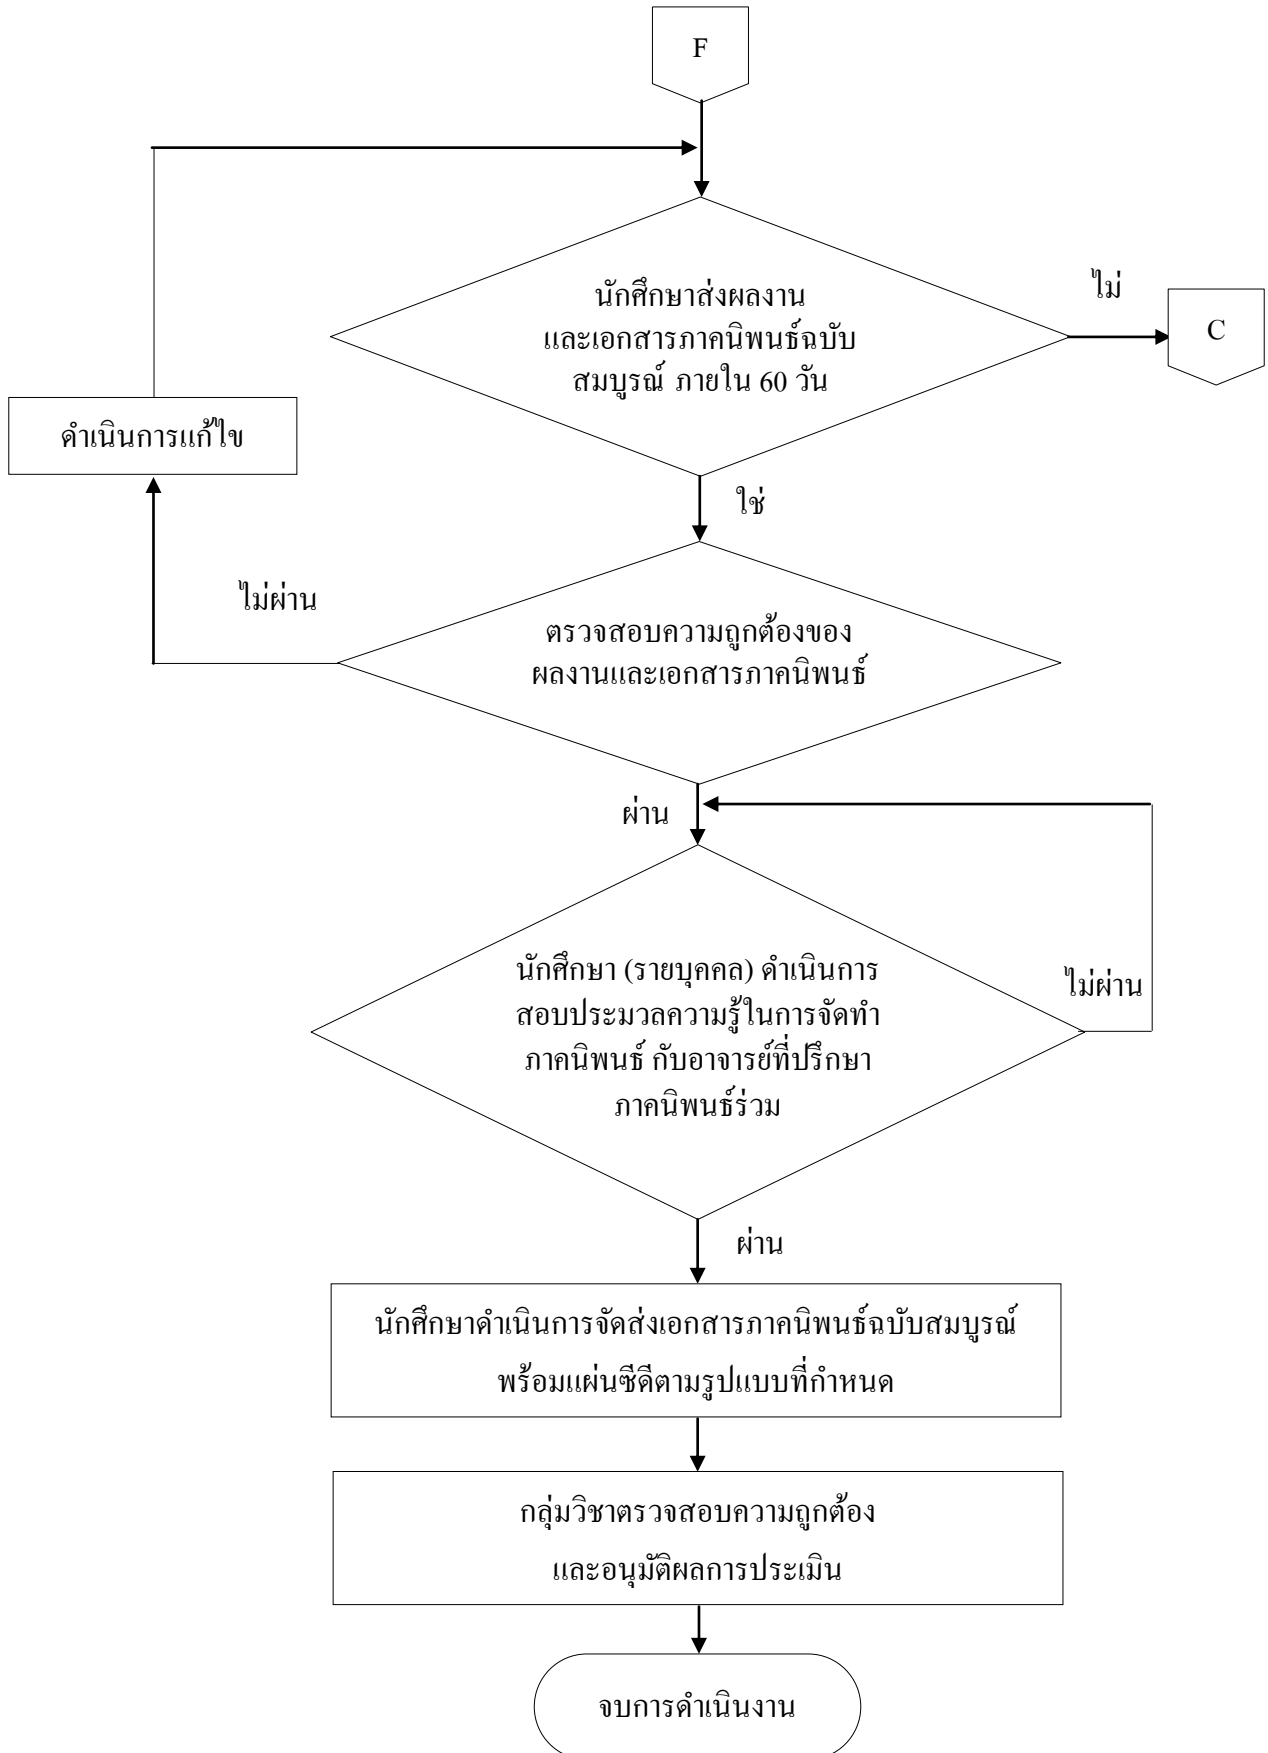 F
นักศึกษาส่งผลงาน
และเอกสารภาคนิพนธ์ฉบับ
สมบูรณ์ ภายใน 60 วัน
ไม่
C
ดำเนินการแก้ไข
ใช่
ไม่ผ่าน
ตรวจสอบความถูกต้องของ
ผลงานและเอกสารภาคนิพนธ์
ผ่าน
นักศึกษา (รายบุคคล) ดำเนินการ
สอบประมวลความรู้ในการจัดทำ
ภาคนิพนธ์ กับอาจารย์ที่ปรึกษา
ภาคนิพนธ์ร่วม
ไม่ผ่าน
ผ่าน
นักศึกษาดำเนินการจัดส่งเอกสารภาคนิพนธ์ฉบับสมบูรณ์
พร้อมแผ่นซีดีตามรูปแบบที่กำหนด
กลุ่มวิชาตรวจสอบความถูกต้อง
และอนุมัติผลการประเมิน
จบการดำเนินงาน